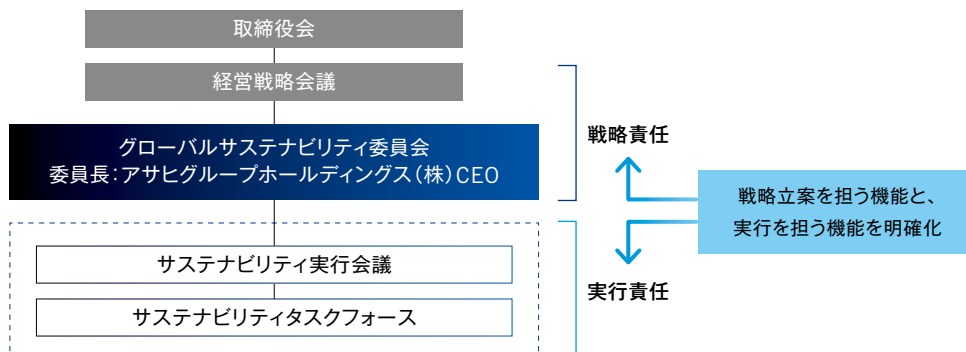 取締役会
経営戦略会議
グローバルサステナビリティ委員会
委員長：アサヒグループホールディングス（株）CEO
サステナビリティ実行会議
サステナビリティタスクフォース
戦略責任
実行責任
戦略立案を担う機能と、
実行を担う機能を明確化